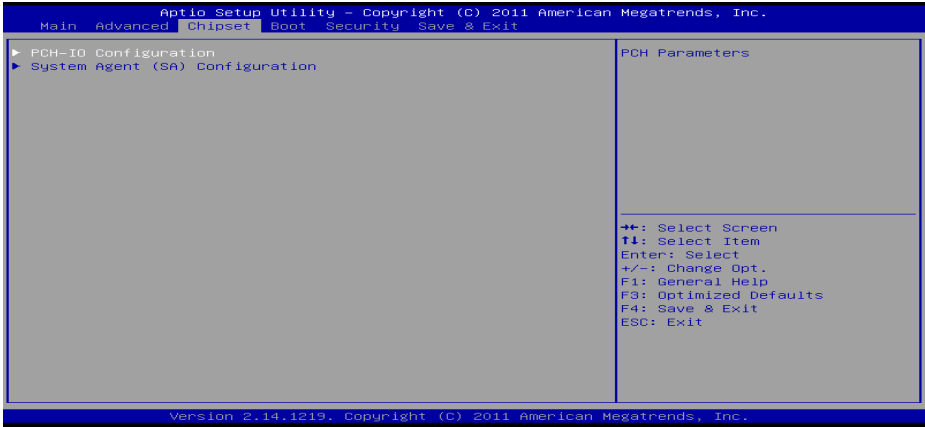 Aptio Setup Utility – Copyright (C) 2011 American Megatrends, Inc.
Main Advanced Chipset Boot Security Save & Exit
► PCH-IO Configuration
► System Agent (SA) Configuration
PCH Parameters
→←: Select Screen
↑↓: Select Item
Enter: Select
+/-: Change Opt.
F1: General Help
F3: Optimized Defaults
F4: Save & Exit
ESC: Exit
Version 2.14.1219. Copyright (C) 2011 American Megatrends, Inc.